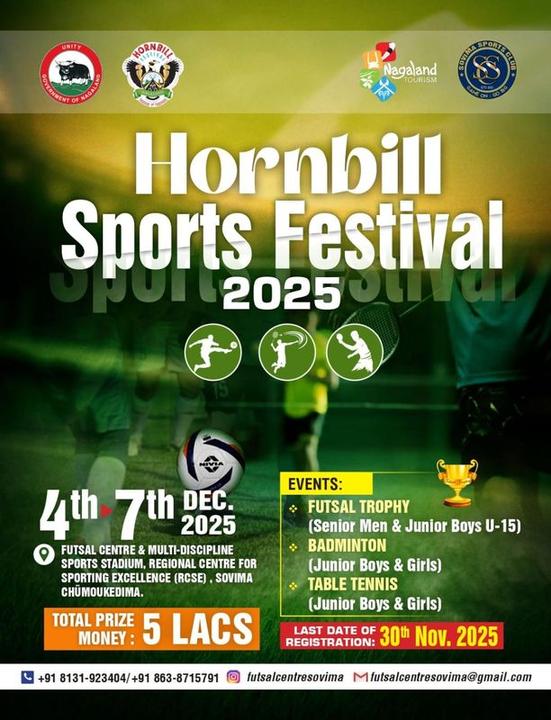 UNITY
GOVERNMENT OF NAGALAND
HORNBILL
FESTIVAL
Nagaland
TOURISM
SOVIMA SPORTS CLUB
Hornbill
Sports Festival
2025
NIVIA
4th 7th DEC.
2025
FUTSAL CENTRE & MULTI-DISCIPLINE
SPORTS STADIUM, REGIONAL CENTRE FOR
SPORTING EXCELLENCE (RCSE) , SOVIMA
CHÜMOUKEDIMA.
TOTAL PRIZE
MONEY : 5 LACS
EVENTS:
FUTSAL TROPHY
(Senior Men & Junior Boys U-15)
BADMINTON
(Junior Boys & Girls)
TABLE TENNIS
(Junior Boys & Girls)
LAST DATE OF
REGISTRATION: 30th Nov. 2025
+91 8131-923404/+91 863-8715791 futsalcentresovima futsalcentresovima@gmail.com